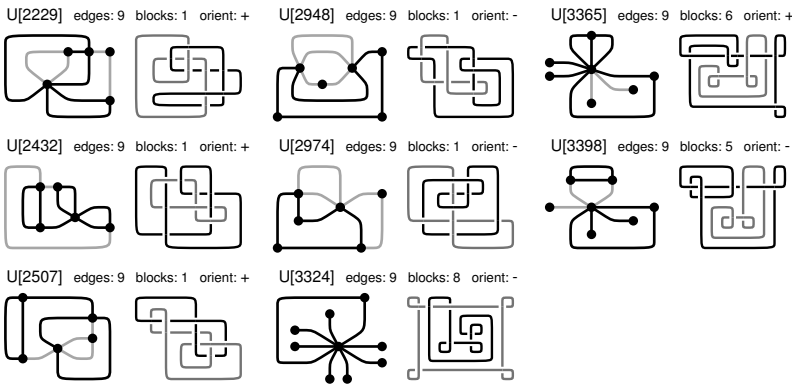 U[2229] edges: 9 blocks: 1 orient: +
U[2948] edges: 9 blocks: 1 orient: -
U[3365] edges: 9 blocks: 6 orient: +
U[2432] edges: 9 blocks: 1 orient: +
U[2974] edges: 9 blocks: 1 orient: -
U[3398] edges: 9 blocks: 5 orient: -
U[2507] edges: 9 blocks: 1 orient: +
U[3324] edges: 9 blocks: 8 orient: -